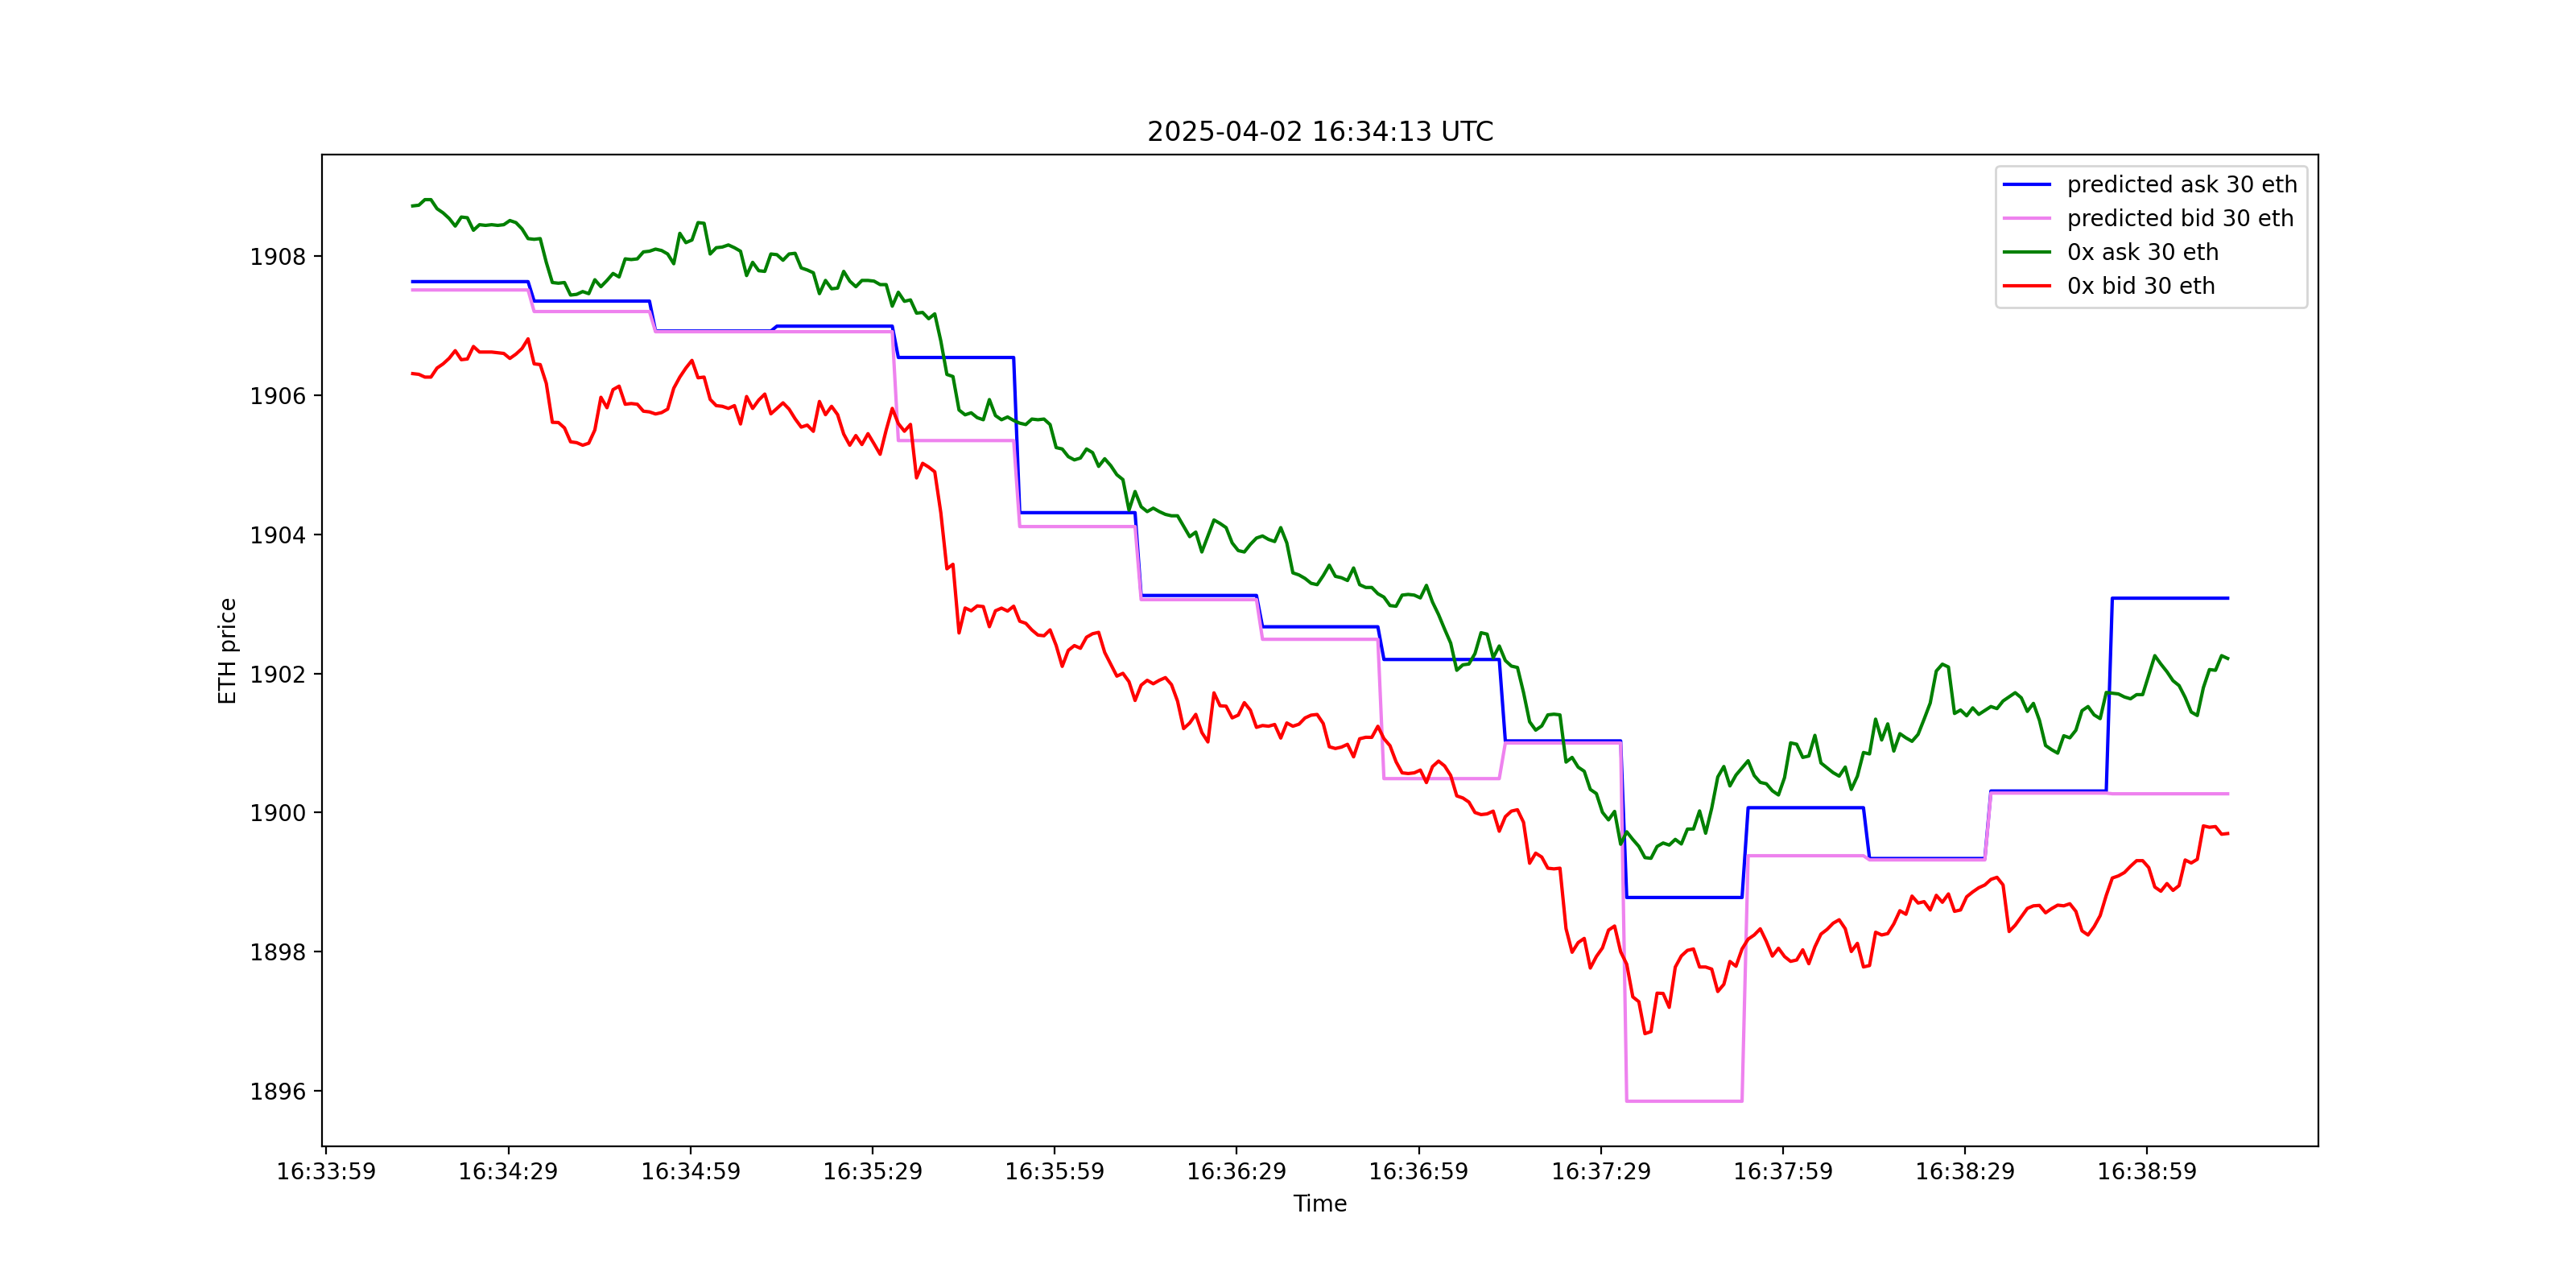 2025-04-02 16:34:13 UTC
predicted ask 30 eth
predicted bid 30 eth
0x ask 30 eth
0x bid 30 eth
ETH price
1908
1906
1904
1902
1900
1898
1896
16:33:59 16:34:29 16:34:59 16:35:29 16:35:59 16:36:29 16:36:59 16:37:29 16:37:59 16:38:29 16:38:59
Time